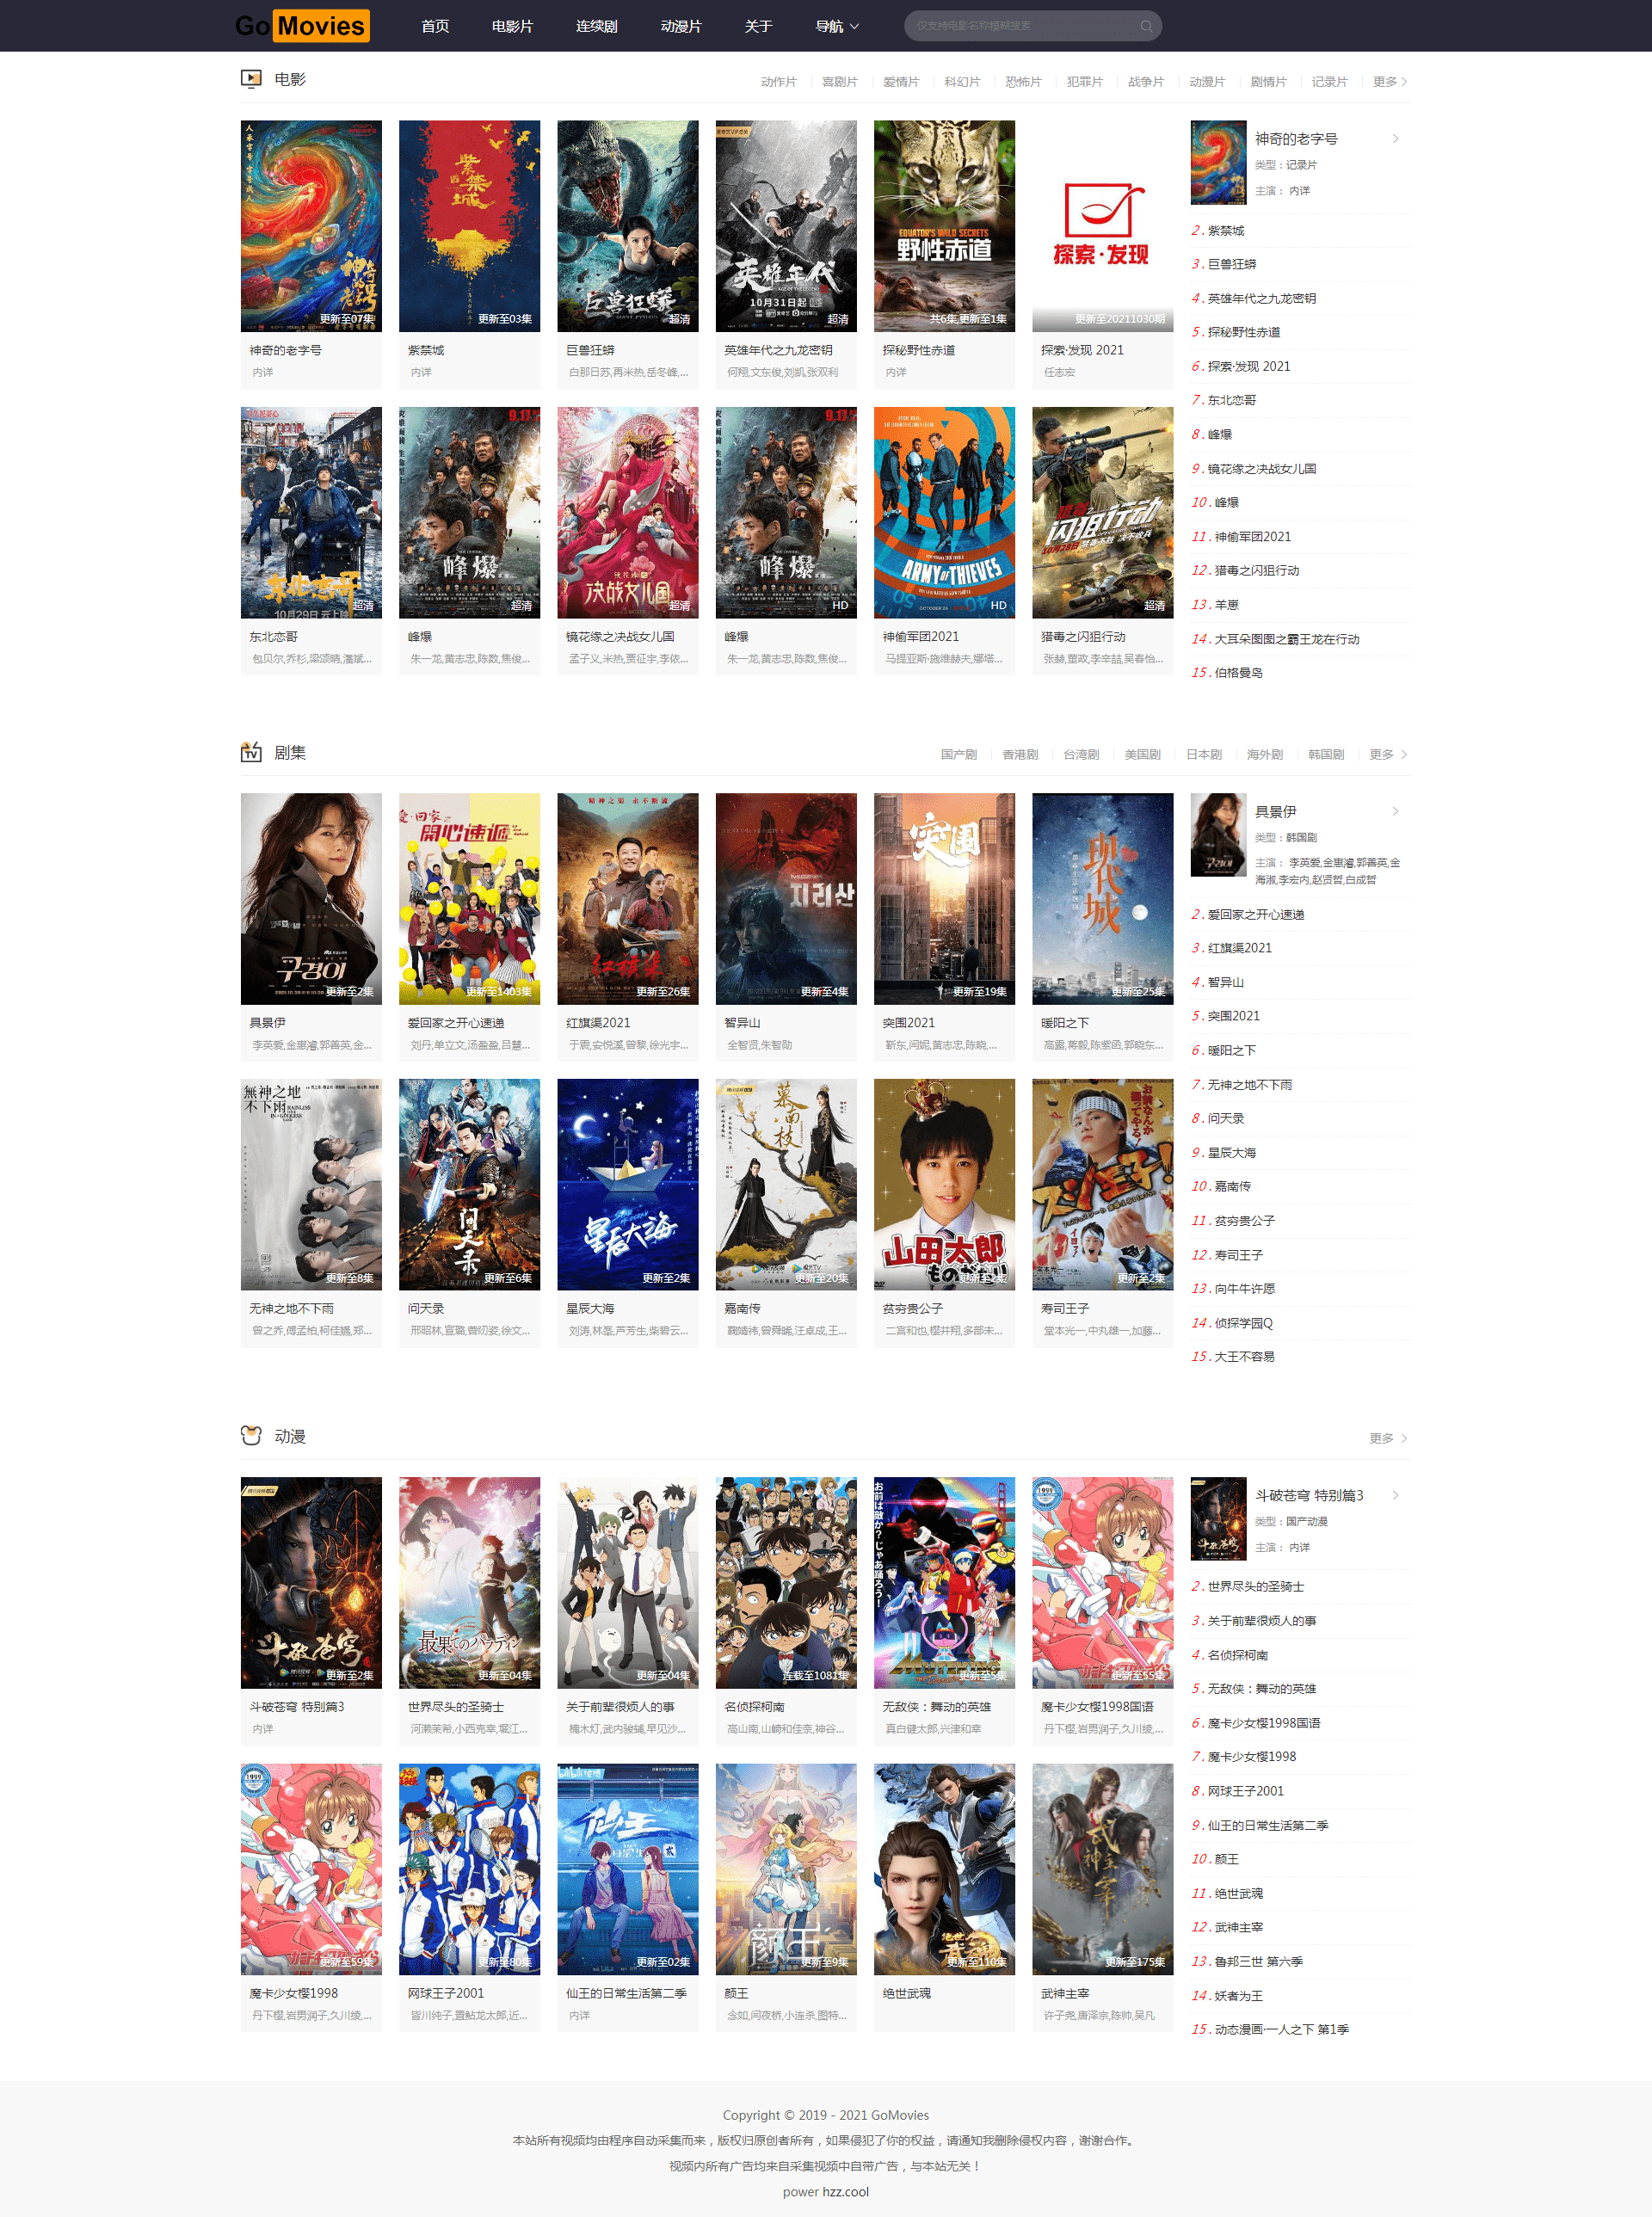 Go Movies 首页 电影片 连续剧 动漫片 关于 导航 仅支持电影名称模糊搜索
电影 动作片 喜剧片 爱情片 科幻片 恐怖片 犯罪片 战争片 动漫片 剧情片 记录片 更多
更新至07集 更新至03集 超清 超清 共6集,更新至1集 更新至20211030期
神奇的老字号 紫禁城 巨兽狂蟒 英雄年代之九龙密钥 探秘野性赤道 探索·发现 2021
内详 内详 白那日苏,再米热,岳冬峰,... 何翔,文东俊,刘凯,张双利 内详 任志宏
超清 超清 超清 HD HD 超清
东北恋哥 峰爆 镜花缘之决战女儿国 峰爆 神偷军团2021 猎毒之闪狙行动
包贝尔,乔杉,梁颂晴,潘斌... 朱一龙,黄志忠,陈数,焦俊... 孟子义,米热,贾征宇,李依... 朱一龙,黄志忠,陈数,焦俊... 马提亚斯·施维赫夫,娜塔... 张赫,董政,李辛喆,吴春怡...
神奇的老字号
类型：记录片
主演： 内详
2 . 紫禁城
3 . 巨兽狂蟒
4 . 英雄年代之九龙密钥
5 . 探秘野性赤道
6 . 探索·发现 2021
7 . 东北恋哥
8 . 峰爆
9 . 镜花缘之决战女儿国
10 . 峰爆
11 . 神偷军团2021
12 . 猎毒之闪狙行动
13 . 羊崽
14 . 大耳朵图图之霸王龙在行动
15 . 伯格曼岛
剧集 国产剧 香港剧 台湾剧 美国剧 日本剧 海外剧 韩国剧 更多
更新至2集 更新至1403集 更新至26集 更新至4集 更新至19集 更新至25集
具景伊 爱回家之开心速递 红旗渠2021 智异山 突围2021 暖阳之下
李英爱,金惠濬,郭善英,金... 刘丹,单立文,汤盈盈,吕慧... 于震,安悦溪,曾黎,徐光宇... 全智贤,朱智勋 靳东,闫妮,黄志忠,陈晓,... 高露,蒋毅,陈紫函,郭晓东...
更新至8集 更新至6集 更新至2集 更新至20集 更新至2集 更新至2集
无神之地不下雨 问天录 星辰大海 嘉南传 贫穷贵公子 寿司王子
曾之乔,傅孟柏,柯佳嬿,郑... 邢昭林,宣璐,菅纫姿,徐文... 刘涛,林峯,芦芳生,柴碧云... 鞠婧祎,曾舜晞,汪卓成,王... 二宫和也,樱井翔,多部未... 堂本光一,中丸雄一,加藤...
具景伊
类型：韩国剧
主演： 李英爱,金惠濬,郭善英,金
海淑,李宏内,赵贤哲,白成哲
2 . 爱回家之开心速递
3 . 红旗渠2021
4 . 智异山
5 . 突围2021
6 . 暖阳之下
7 . 无神之地不下雨
8 . 问天录
9 . 星辰大海
10 . 嘉南传
11 . 贫穷贵公子
12 . 寿司王子
13 . 向牛牛许愿
14 . 侦探学园Q
15 . 大王不容易
动漫 更多
更新至2集 更新至04集 更新至04集 连载至1081集 更新至5集 更新至55集
斗破苍穹 特别篇3 世界尽头的圣骑士 关于前辈很烦人的事 名侦探柯南 无敌侠：舞动的英雄 魔卡少女樱1998国语
内详 河濑茉希,小西克幸,堀江... 楠木灯,武内骏辅,早见沙... 高山南,山崎和佳奈,神谷... 真白健太郎,兴津和幸 丹下樱,岩男润子,久川绫,...
更新至59集 更新至80集 更新至02集 更新至9集 更新至110集 更新至175集
魔卡少女樱1998 网球王子2001 仙王的日常生活第二季 颜王 绝世武魂 武神主宰
丹下樱,岩男润子,久川绫,... 皆川纯子,置鲇龙太郎,近... 内详 念如,闫夜桥,小连杀,图特... 许子尧,唐泽宗,陈帅,吴凡
斗破苍穹 特别篇3
类型：国产动漫
主演： 内详
2 . 世界尽头的圣骑士
3 . 关于前辈很烦人的事
4 . 名侦探柯南
5 . 无敌侠：舞动的英雄
6 . 魔卡少女樱1998国语
7 . 魔卡少女樱1998
8 . 网球王子2001
9 . 仙王的日常生活第二季
10 . 颜王
11 . 绝世武魂
12 . 武神主宰
13 . 鲁邦三世 第六季
14 . 妖者为王
15 . 动态漫画·一人之下 第1季
Copyright © 2019 - 2021 GoMovies
本站所有视频均由程序自动采集而来，版权归原创者所有，如果侵犯了你的权益，请通知我删除侵权内容，谢谢合作。
视频内所有广告均来自采集视频中自带广告，与本站无关！
power hzz.cool